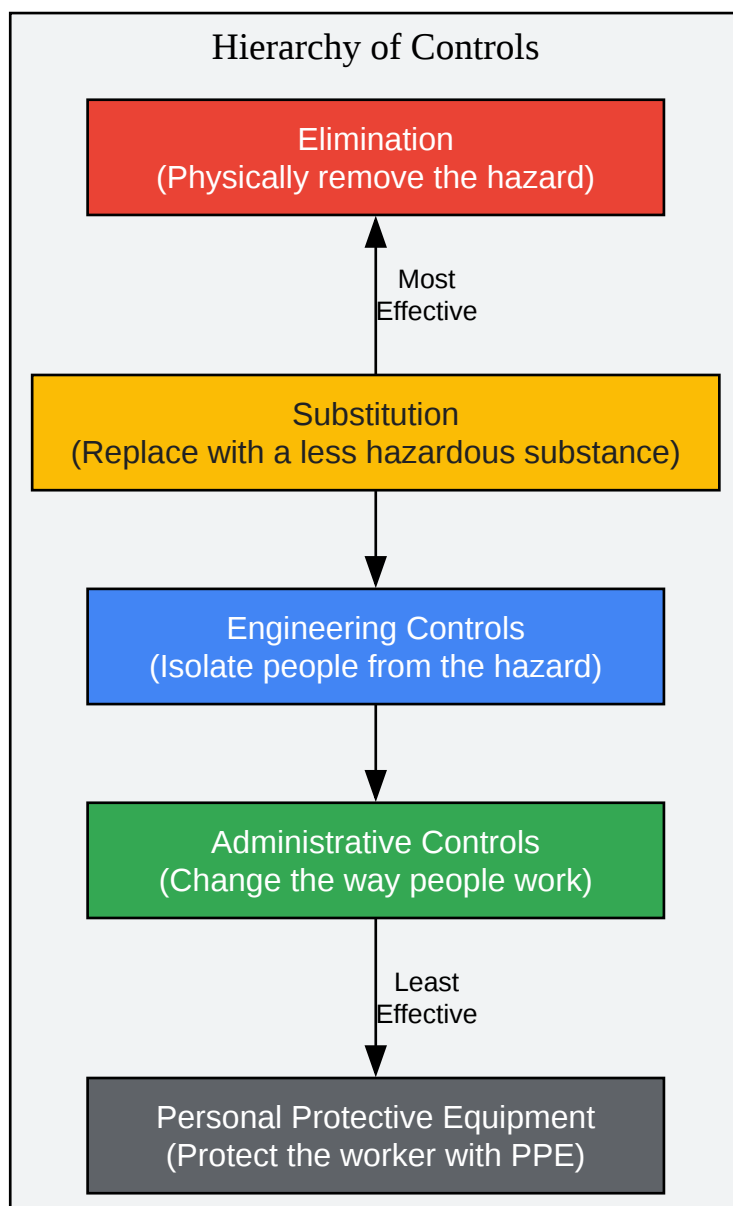 Hierarchy of Controls
Elimination
(Physically remove the hazard)
Most
Effective
Substitution
(Replace with a less hazardous substance)
Engineering Controls
(Isolate people from the hazard)
Administrative Controls
(Change the way people work)
Least
Effective
Personal Protective Equipment
(Protect the worker with PPE)